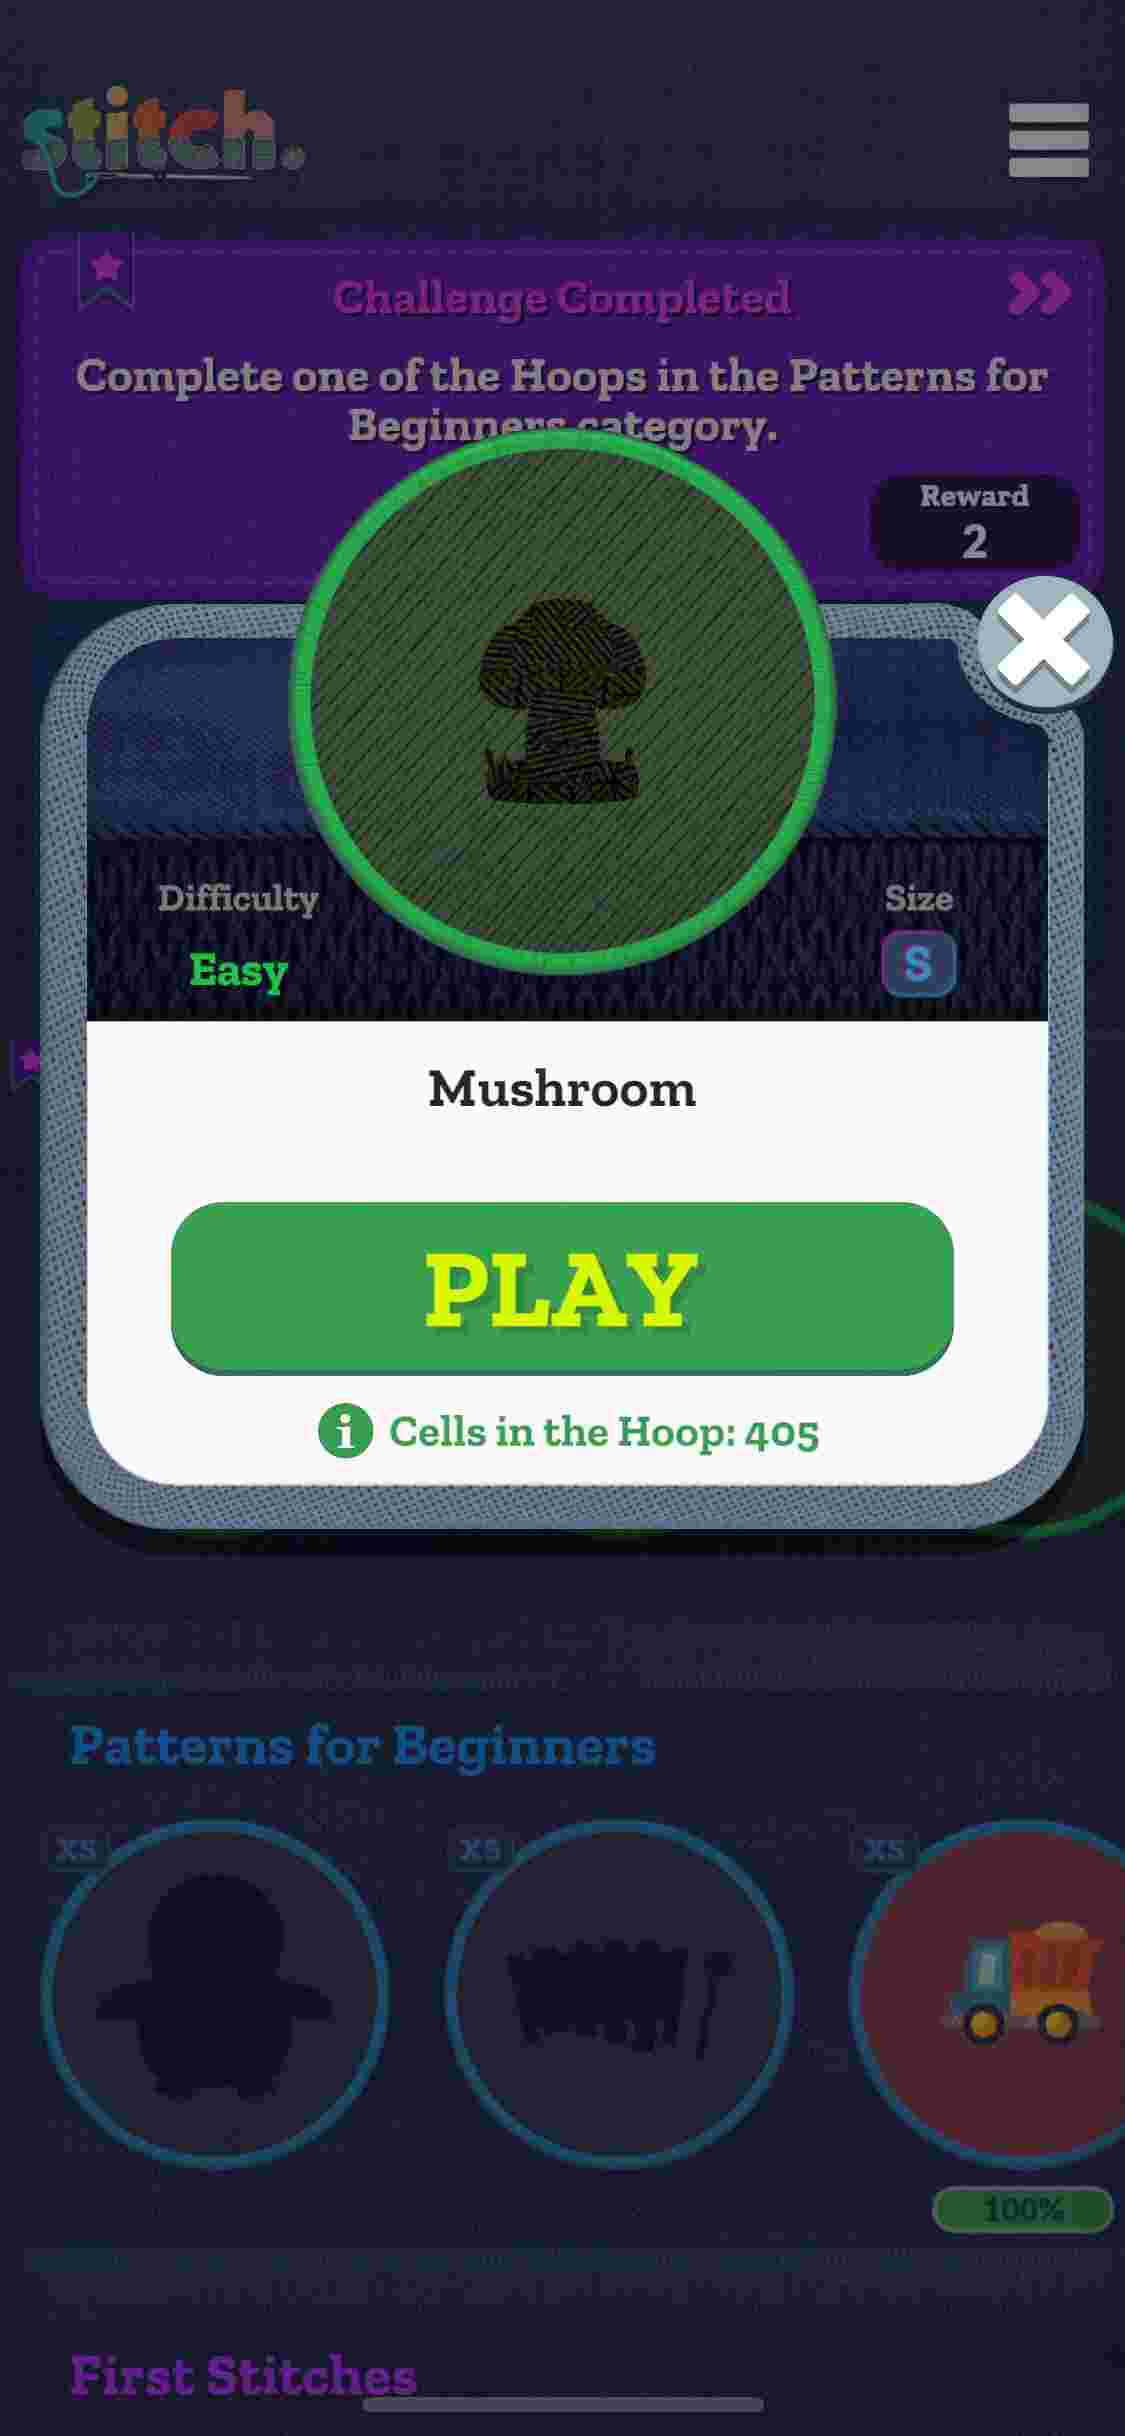 stitch.
Challenge Completed
Complete one of the Hoops in the Patterns for
Beginners category.
Reward
2
Difficulty
Easy
Size
S
Mushroom
PLAY
i Cells in the Hoop: 405
Patterns for Beginners
XS
XS
XS
100%
First Stitches